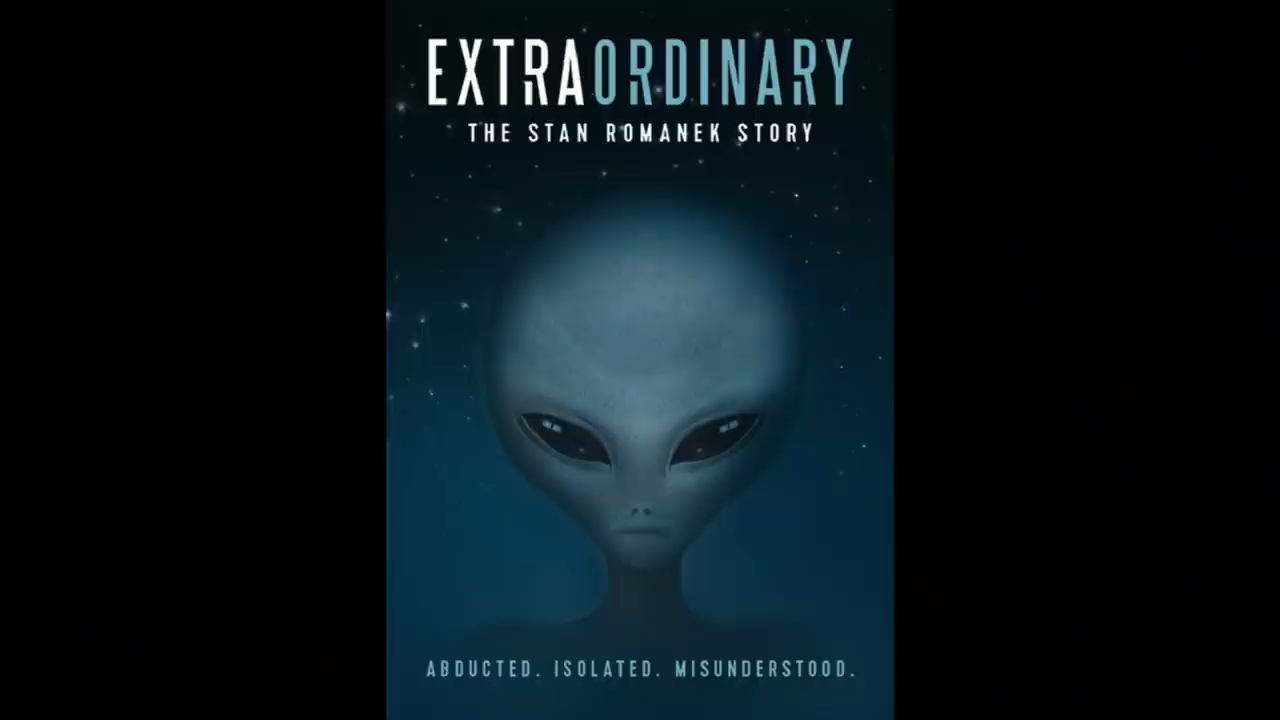 EXTRAORDINARY
THE STAN ROMANEK STORY
ABDUCTED. ISOLATED. MISUNDERSTOOD.